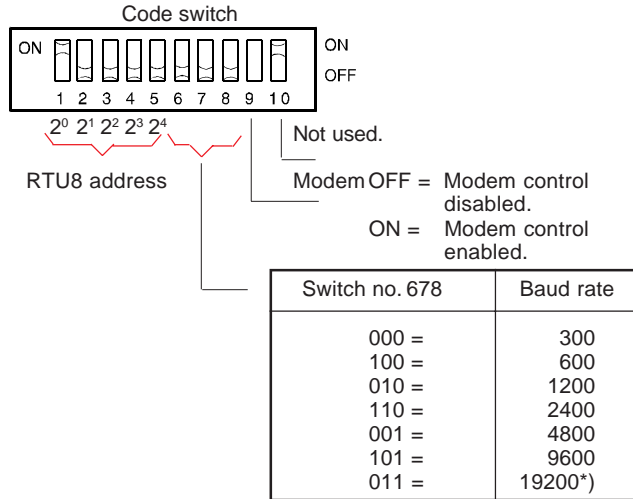 Code switch
ON ON
OFF
1 2 3 4 5 6 7 8 9 10
2⁰ 2¹ 2² 2³ 2⁴
Not used.
RTU8 address
Modem OFF = Modem control
disabled.
ON = Modem control
enabled.
Switch no. 678 Baud rate
000 = 300
100 = 600
010 = 1200
110 = 2400
001 = 4800
101 = 9600
011 = 19200*)